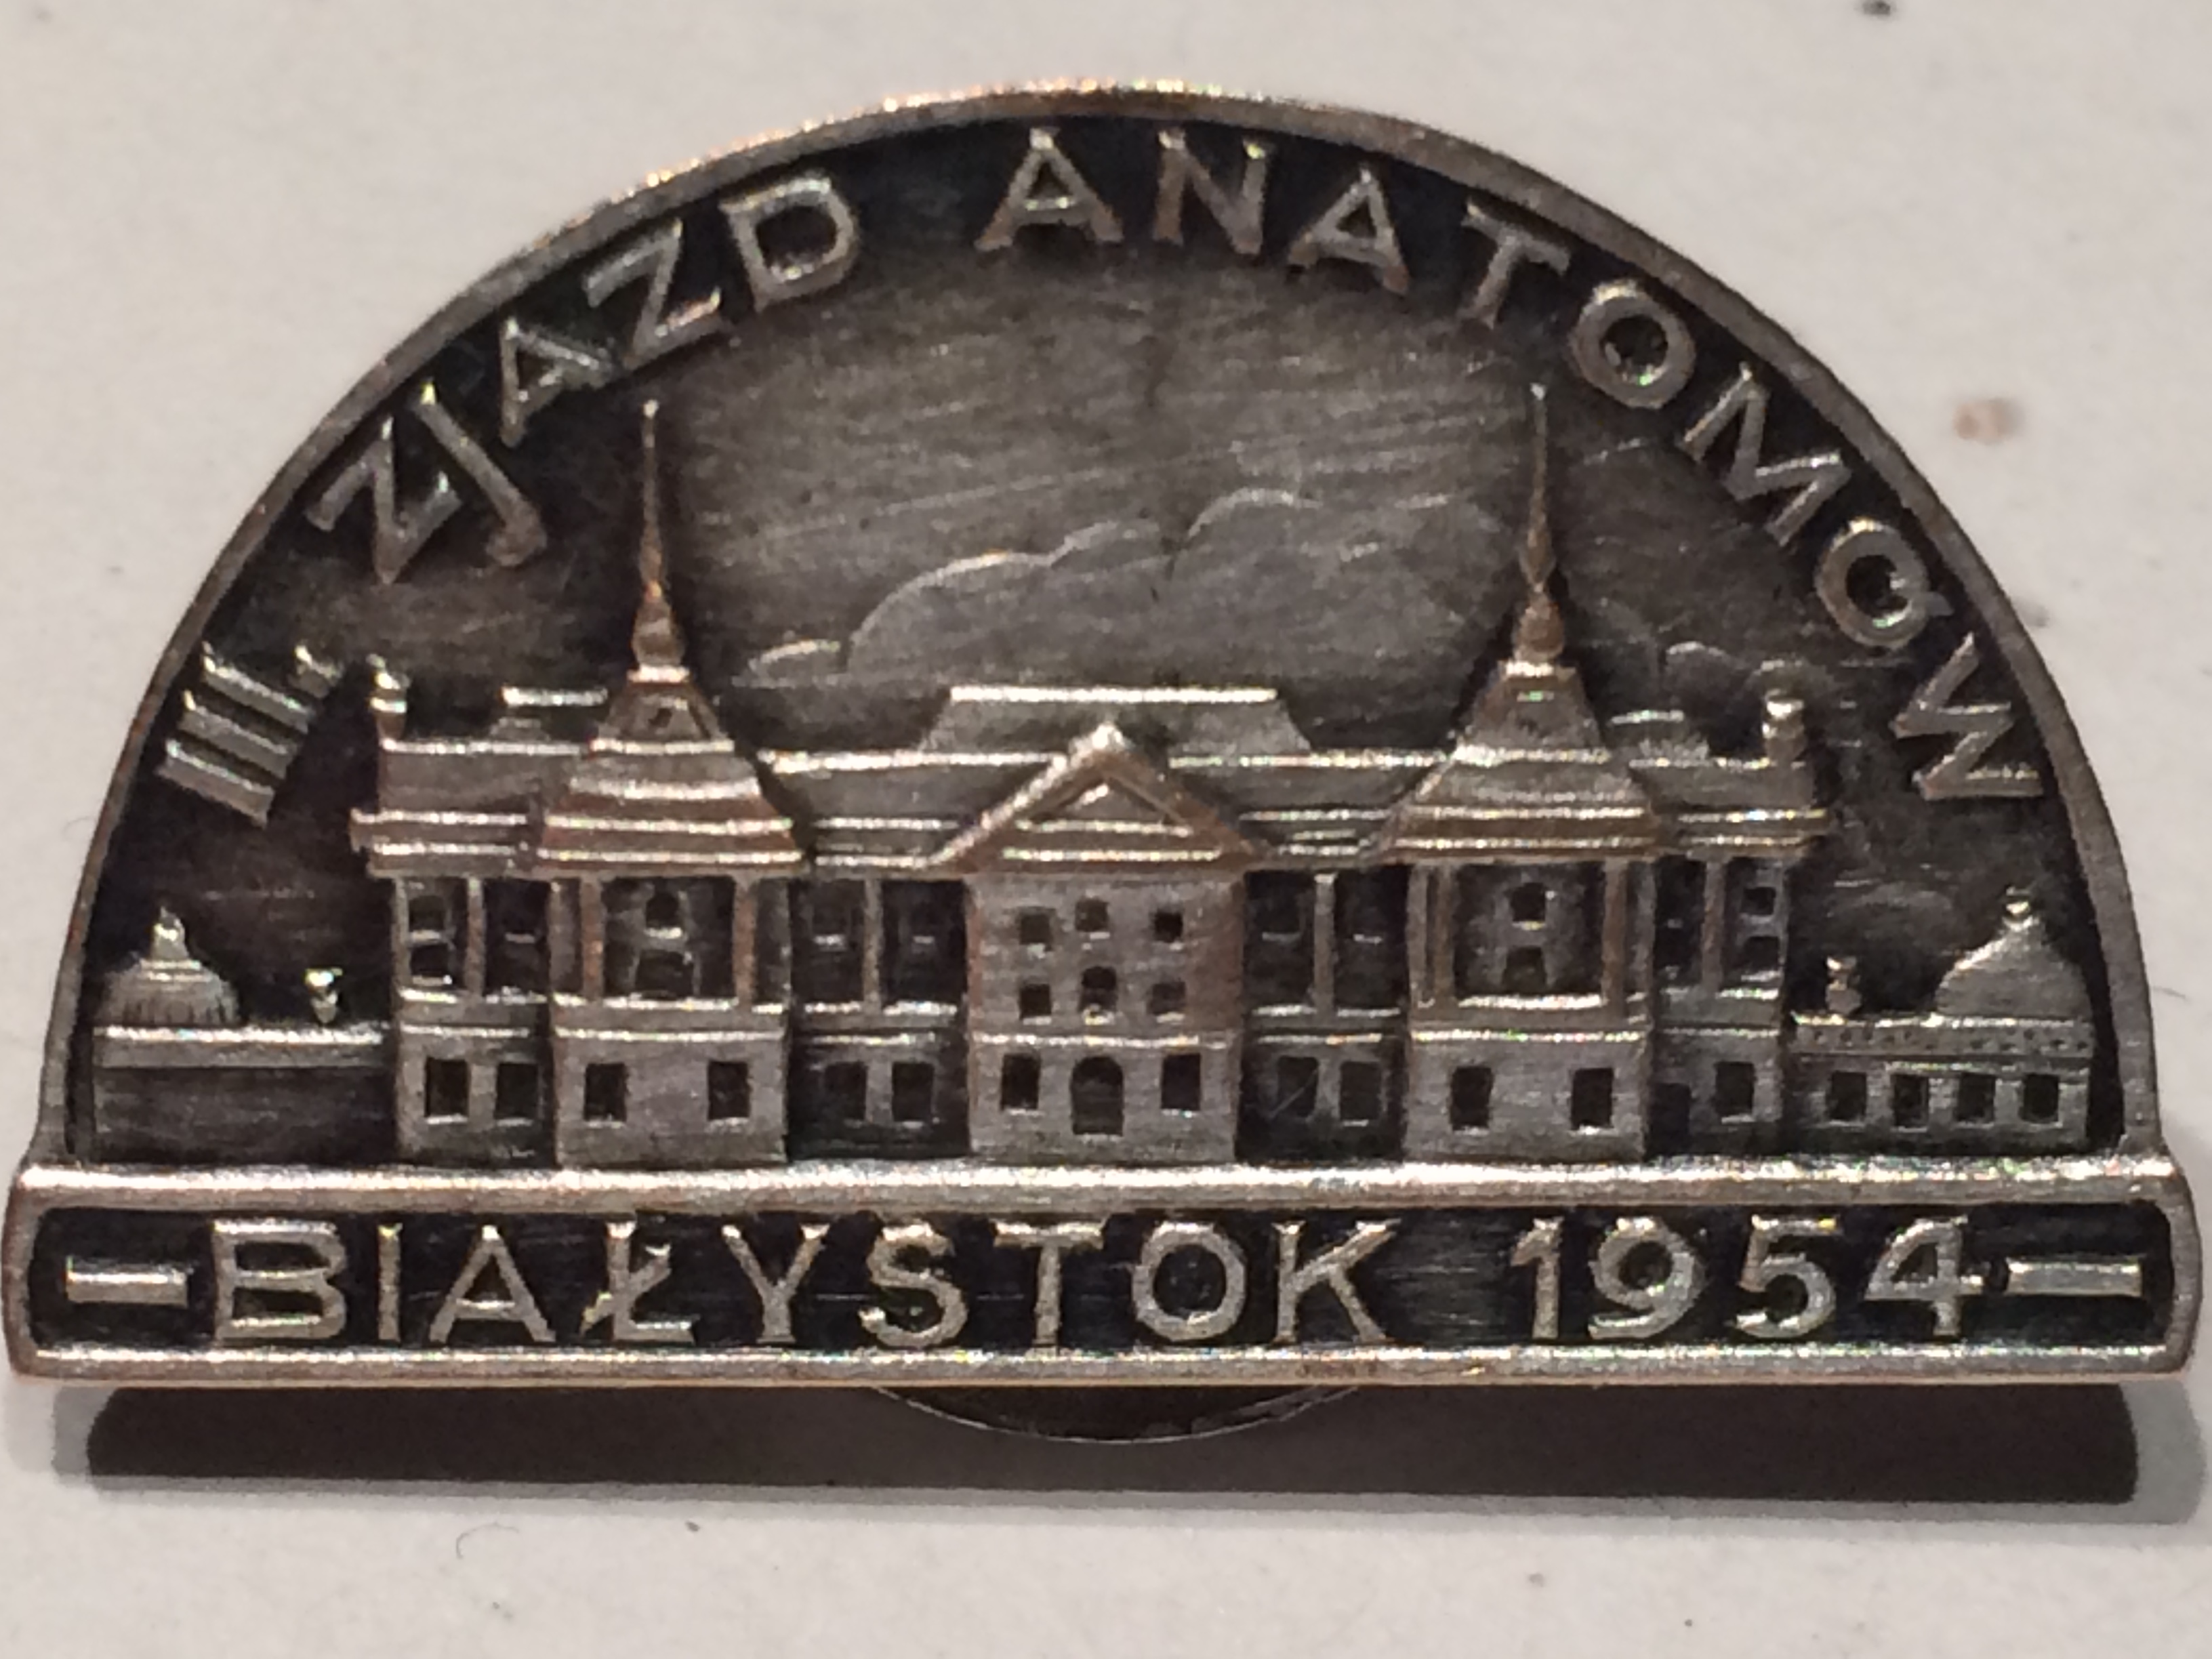 III. ZJAZD ANATOMÓW
–BIAŁYSTOK 1954–